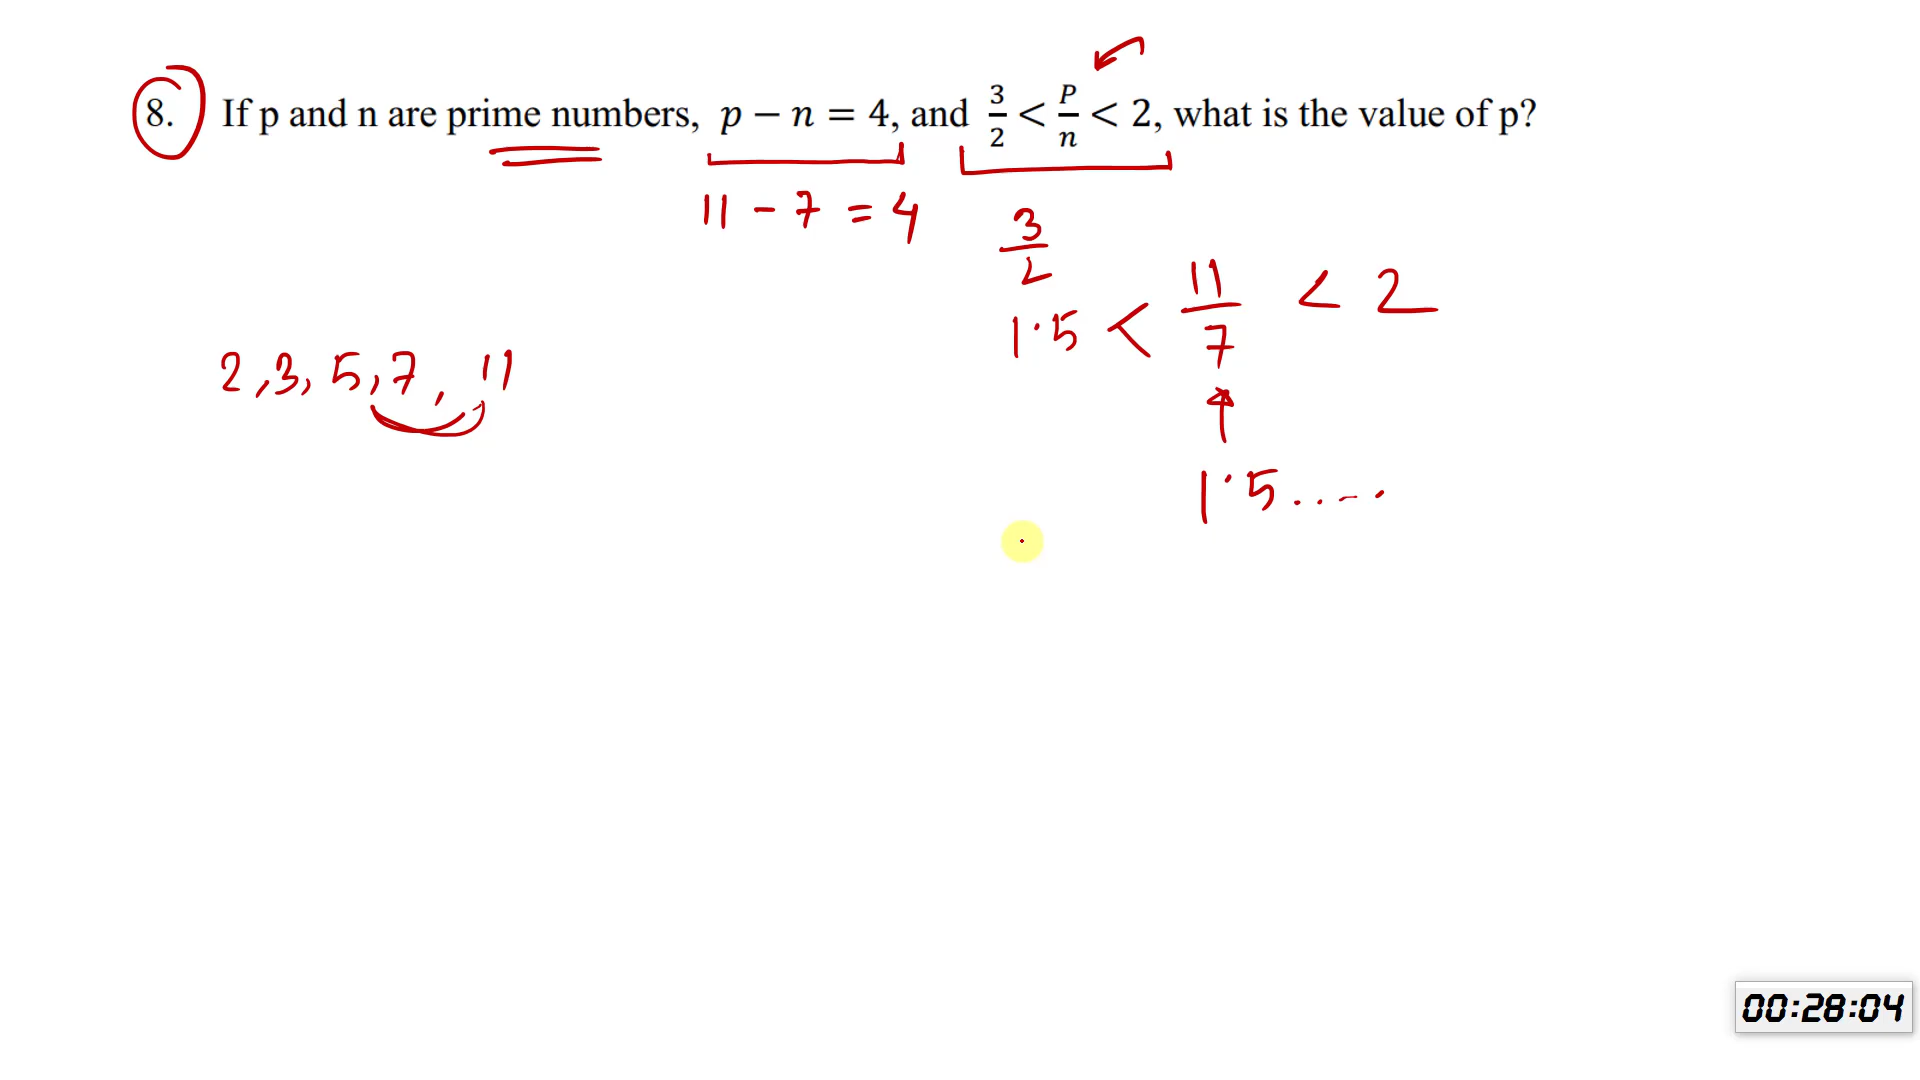 8. If p and n are prime numbers, p − n = 4, and 3/2 < P/n < 2, what is the value of p?
11 - 7 = 4
3/2
1.5 < 11/7 < 2
2, 3, 5, 7, 11
1.5.....
00:28:04